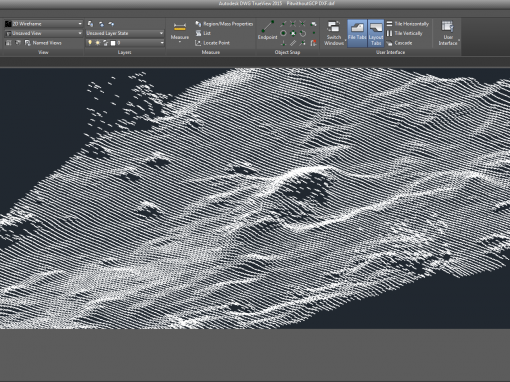 Autodesk DWG TrueView 2015 PilotWoutGCP DXF.dxf
2D Wireframe
Unsaved View
Named Views
View
Unsaved Layer State
0
Layers
Measure
Region/Mass Properties
List
Locate Point
Measure
Endpoint
Object Snap
Switch Windows
File Tabs
Layout Tabs
Tile Horizontally
Tile Vertically
Cascade
User Interface
User Interface